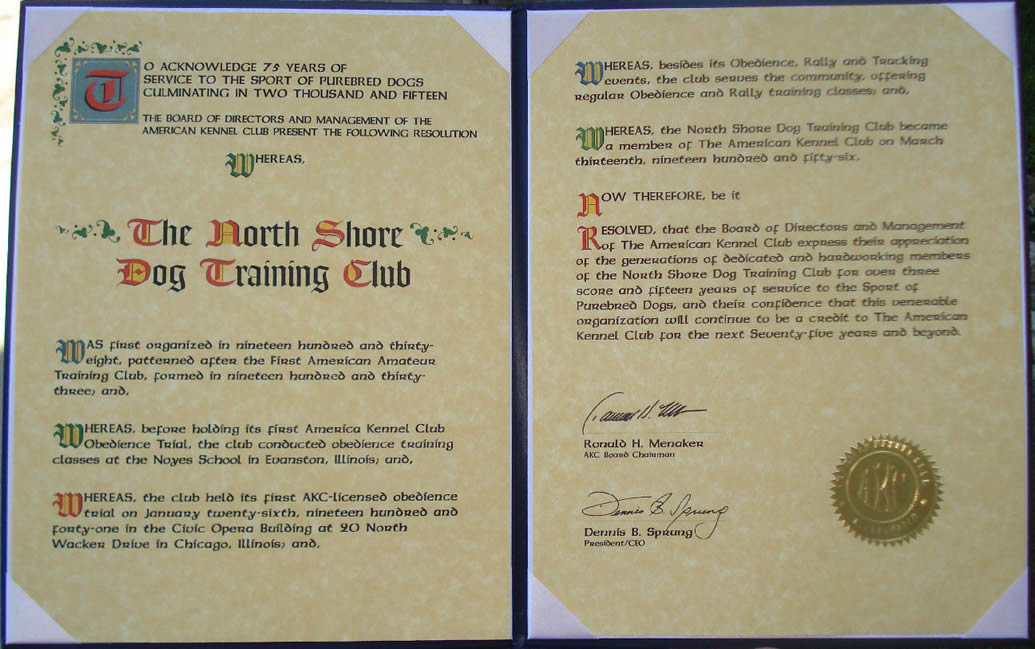 TO ACKNOWLEDGE 75 YEARS OF
SERVICE TO THE SPORT OF PUREBRED DOGS
CULMINATING IN TWO THOUSAND AND FIFTEEN
THE BOARD OF DIRECTORS AND MANAGEMENT OF THE
AMERICAN KENNEL CLUB PRESENT THE FOLLOWING RESOLUTION
WHEREAS,
The North Shore
Dog Training Club
WAS first organized in nineteen hundred and thirty-
eight, patterned after the First American Amateur
Training Club, formed in nineteen hundred and thirty-
three; and,
WHEREAS, before holding its first America Kennel Club
Obedience Trial, the club conducted obedience training
classes at the Noyes School in Evanston, Illinois; and,
WHEREAS, the club held its first AKC-licensed obedience
trial on January twenty-sixth, nineteen hundred and
forty-one in the Civic Opera Building at 20 North
Wacker Drive in Chicago, Illinois; and,
WHEREAS, besides its Obedience, Rally and Tracking
events, the club serves the community, offering
regular Obedience and Rally training classes; and,
WHEREAS, the North Shore Dog Training Club became
a member of The American Kennel Club on March
thirteenth, nineteen hundred and fifty-six,
NOW THEREFORE, be it
RESOLVED, that the Board of Directors and Management
of The American Kennel Club express their appreciation
of the generations of dedicated and hardworking members
of the North Shore Dog Training Club for over three
score and fifteen years of service to the Sport of
Purebred Dogs, and their confidence that this venerable
organization will continue to be a credit to The American
Kennel Club for the next Seventy-five years and beyond.
Ronald H. Menaker
AKC Board Chairman
Dennis B. Sprung
Dennis B. Sprung
President/CEO
AKC